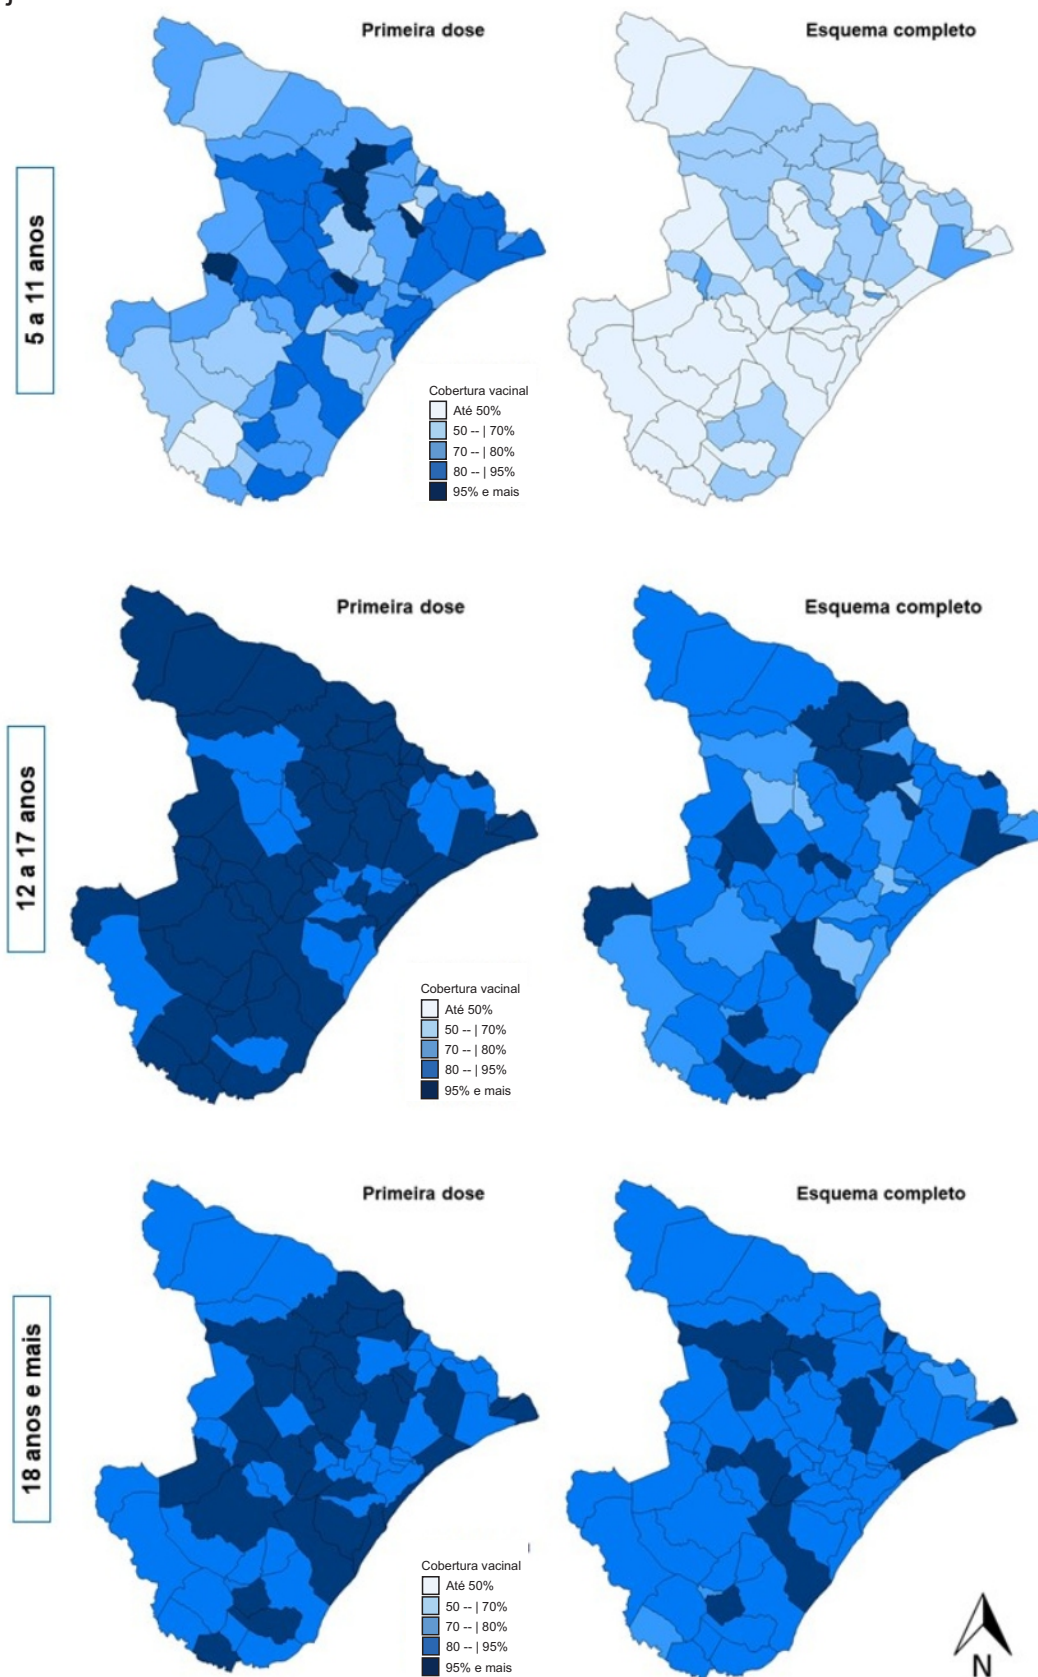 Primeira dose
Esquema completo
5 a 11 anos
Cobertura vacinal
Até 50%
50 -- | 70%
70 -- | 80%
80 -- | 95%
95% e mais
Primeira dose
Esquema completo
12 a 17 anos
Cobertura vacinal
Até 50%
50 -- | 70%
70 -- | 80%
80 -- | 95%
95% e mais
Primeira dose
Esquema completo
18 anos e mais
Cobertura vacinal
Até 50%
50 -- | 70%
70 -- | 80%
80 -- | 95%
95% e mais
N